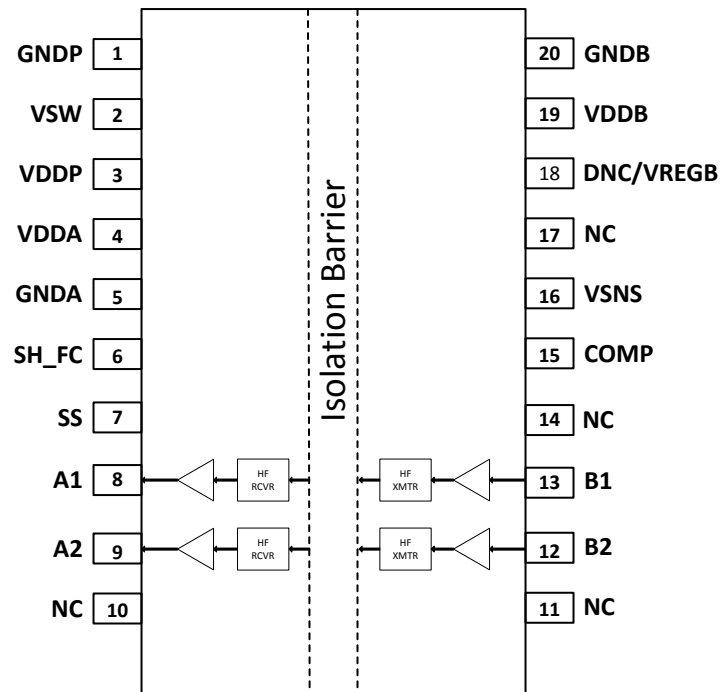 GNDP 1
VSW 2
VDDP 3
VDDA 4
GNDA 5
SH_FC 6
SS 7
A1 8
A2 9
NC 10
HF
RCVR
HF
RCVR
Isolation Barrier
HF
XMTR
HF
XMTR
20 GNDB
19 VDDB
18 DNC/VREGB
17 NC
16 VSNS
15 COMP
14 NC
13 B1
12 B2
11 NC